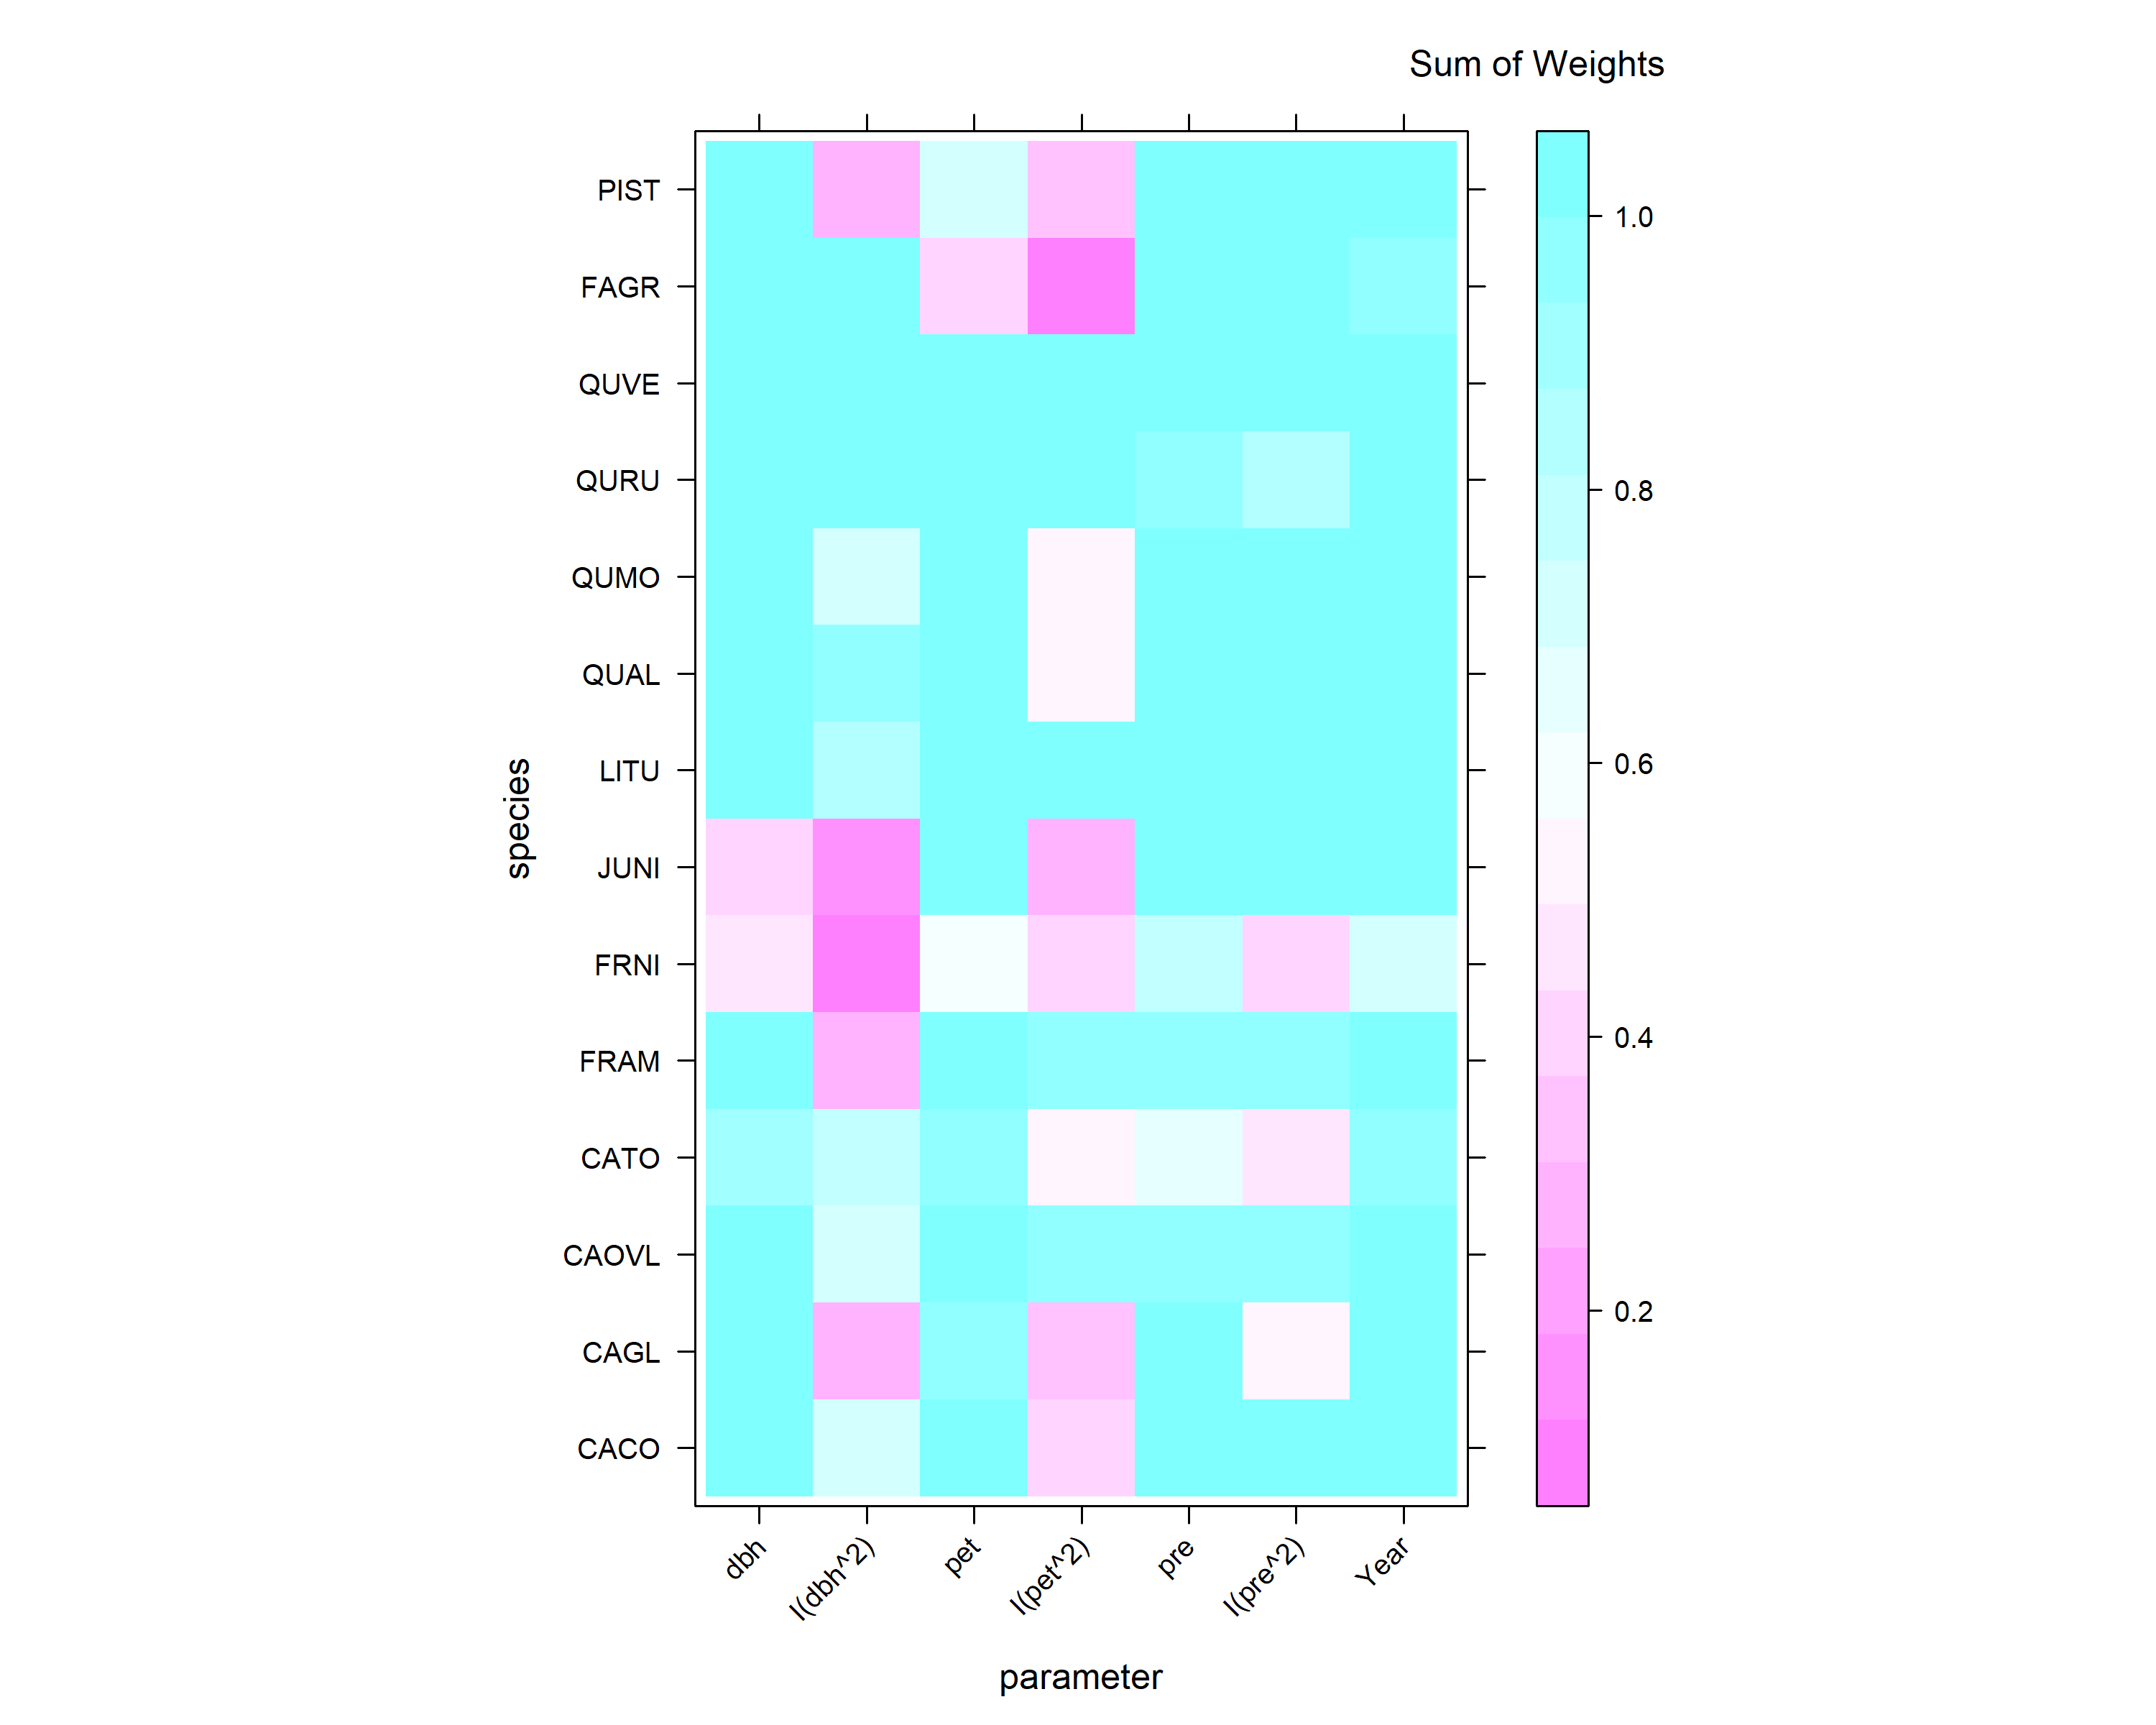 Sum of Weights
PIST
FAGR
QUVE
QURU
QUMO
QUAL
LITU
JUNI
FRNI
FRAM
CATO
CAOVL
CAGL
CACO
species
1.0
0.8
0.6
0.4
0.2
dbh
I(dbh^2)
pet
I(pet^2)
pre
I(pre^2)
Year
parameter